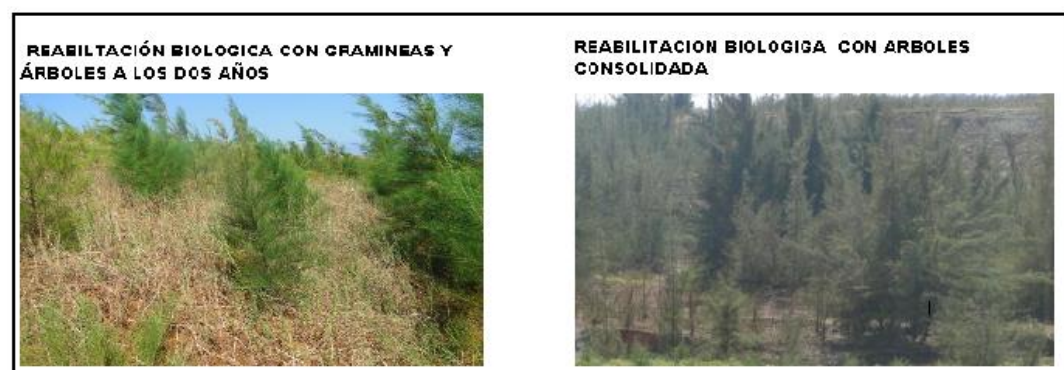 REABILTACIÓN BIOLOGICA CON GRAMINEAS Y
ÁRBOLES A LOS DOS AÑOS
REABILITACION BIOLOGIGA CON ARBOLES
CONSOLIDADA